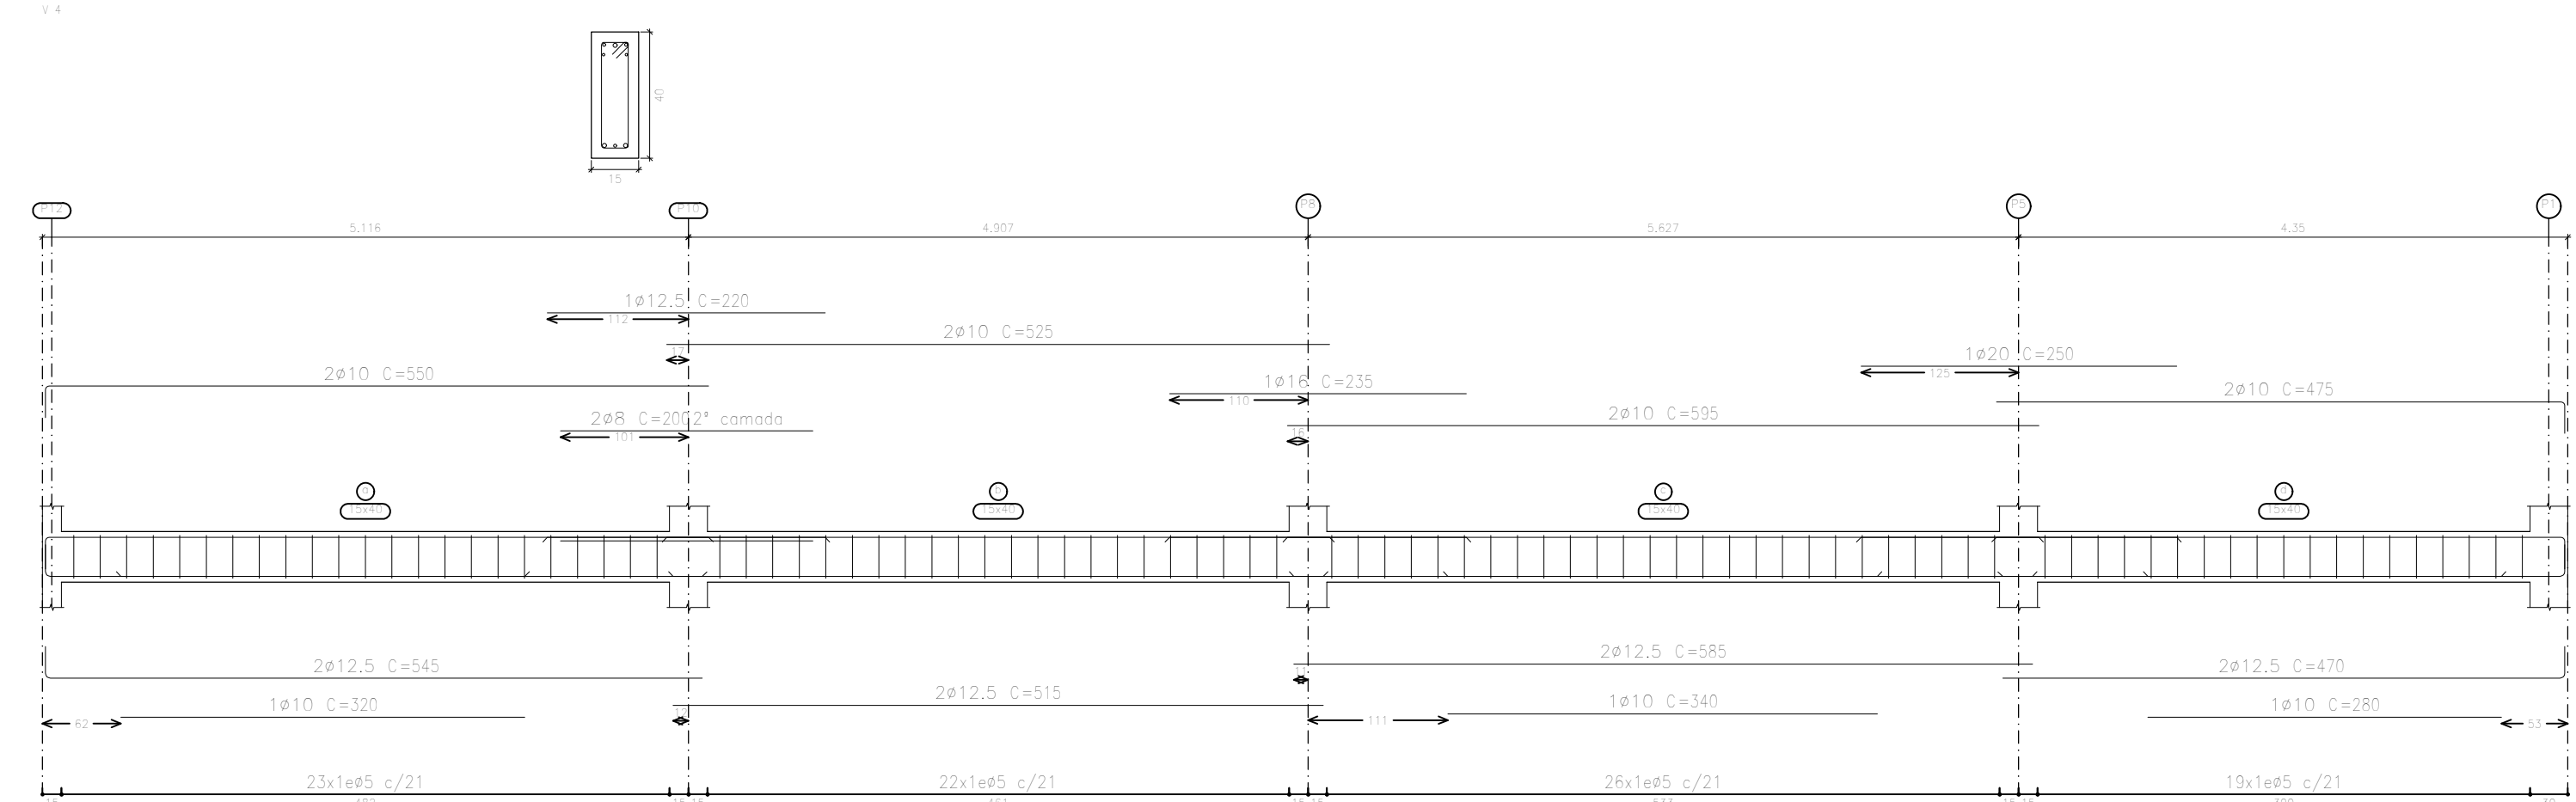 V 4
40
15
P12 P10 P8 P5 P1
5.116 4.907 5.627 4.35
1ø12.5 C=220
112
2ø10 C=525
17
1ø20 C=250
125
2ø10 C=550
1ø16 C=235
110
2ø10 C=475
2ø8 C=200 2ª camada
101
2ø10 C=595
16
a b c d
15x40 15x40 15x40 15x40
2ø12.5 C=545
2ø12.5 C=585
11
2ø12.5 C=470
2ø12.5 C=515
12
1ø10 C=320
62
1ø10 C=340
111
1ø10 C=280
53
23x1eø5 c/21 22x1eø5 c/21 26x1eø5 c/21 19x1eø5 c/21